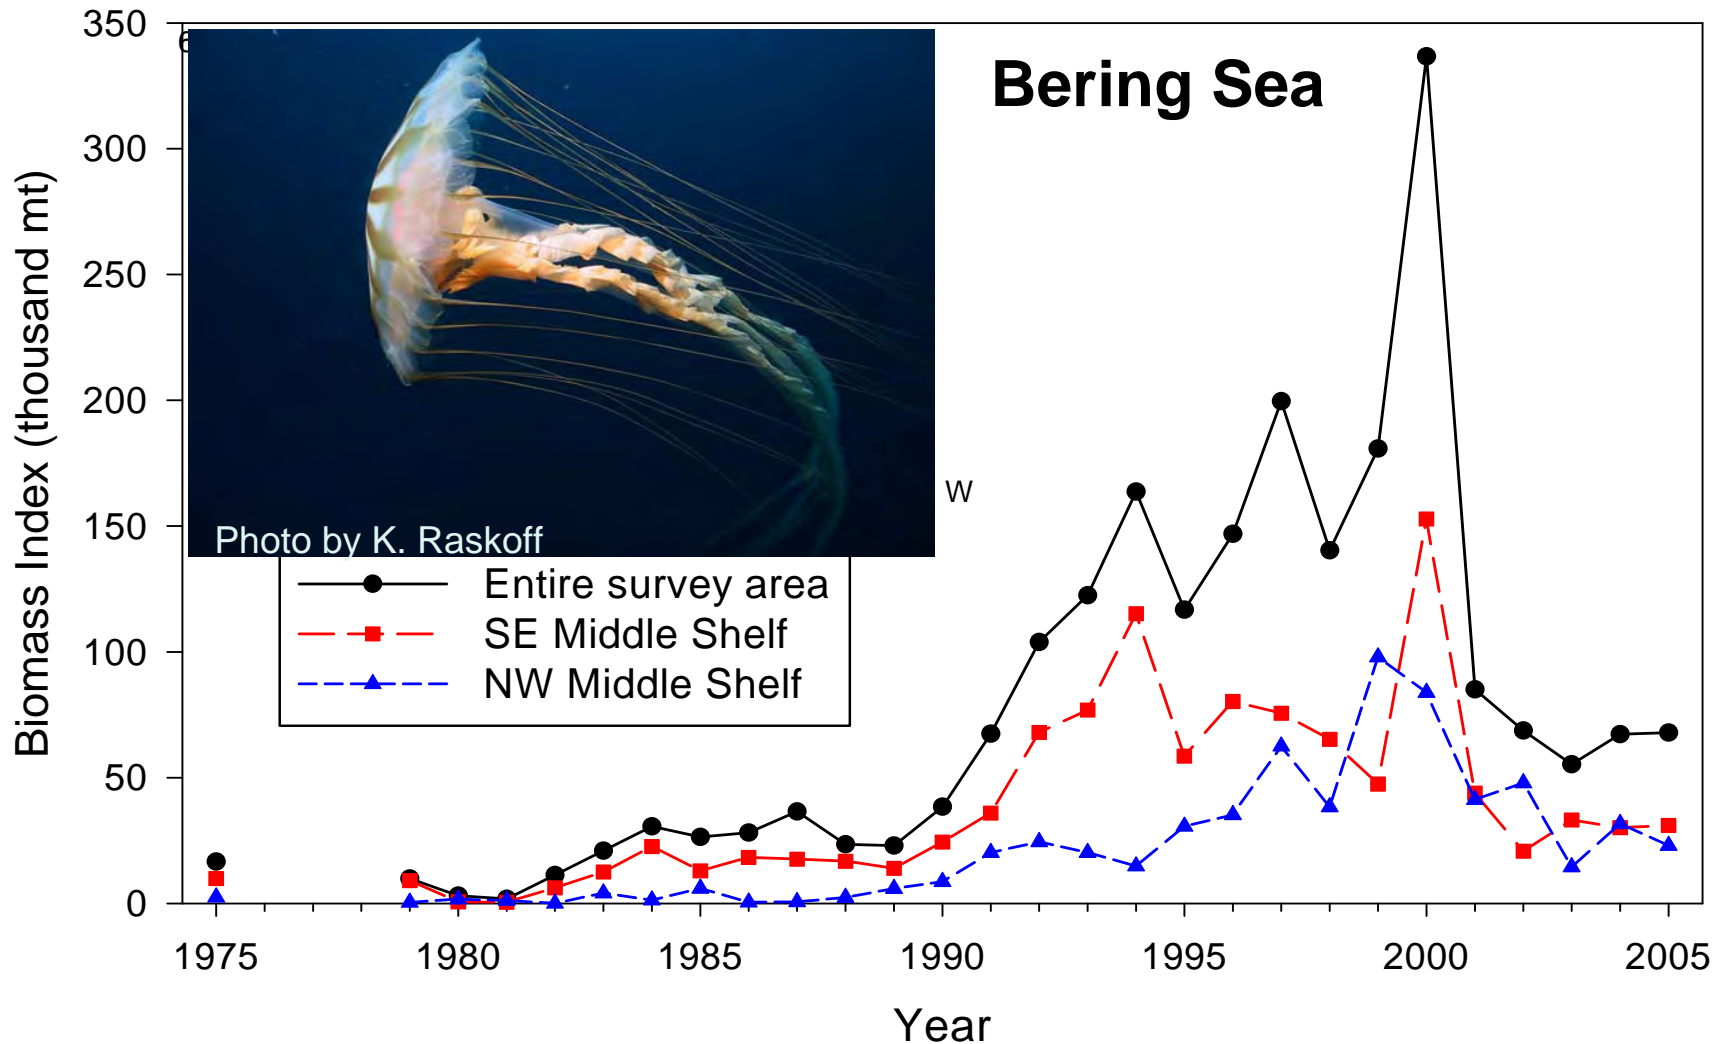 Bering Sea
350
300
250
200
150
100
50
0
Biomass Index (thousand mt)
6
W
Photo by K. Raskoff
Entire survey area
SE Middle Shelf
NW Middle Shelf
1975 1980 1985 1990 1995 2000 2005
Year